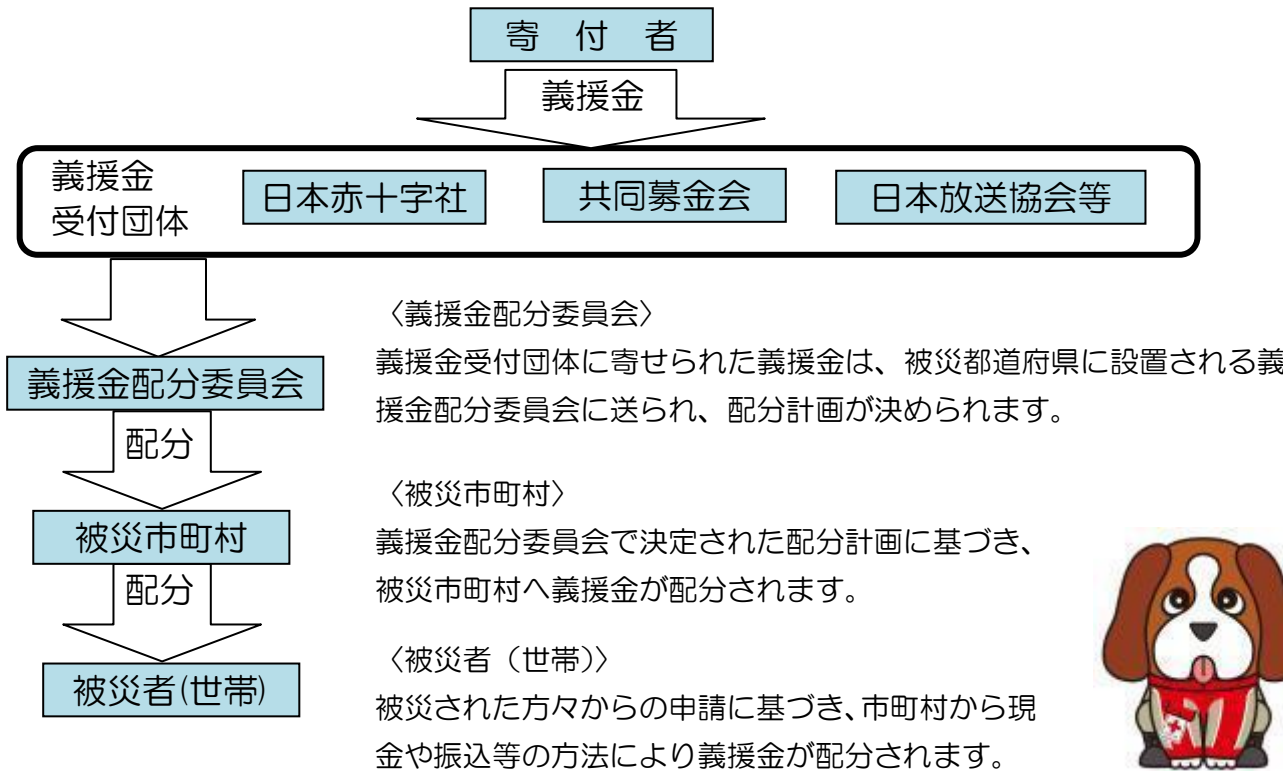 寄　付　者
義援金
義援金
受付団体
日本赤十字社
共同募金会
日本放送協会等
〈義援金配分委員会〉
義援金受付団体に寄せられた義援金は、被災都道府県に設置される義
援金配分委員会に送られ、配分計画が決められます。
義援金配分委員会
配分
〈被災市町村〉
義援金配分委員会で決定された配分計画に基づき、
被災市町村へ義援金が配分されます。
被災市町村
配分
〈被災者（世帯）〉
被災された方々からの申請に基づき、市町村から現
金や振込等の方法により義援金が配分されます。
被災者(世帯)